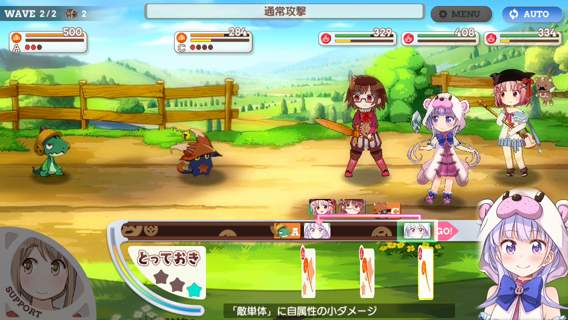 WAVE 2/2 2
通常攻撃
MENU
AUTO
500
A
284
C
329
408
334
A
GO!
とっておき
SUPPORT
「敵単体」に自属性の小ダメージ